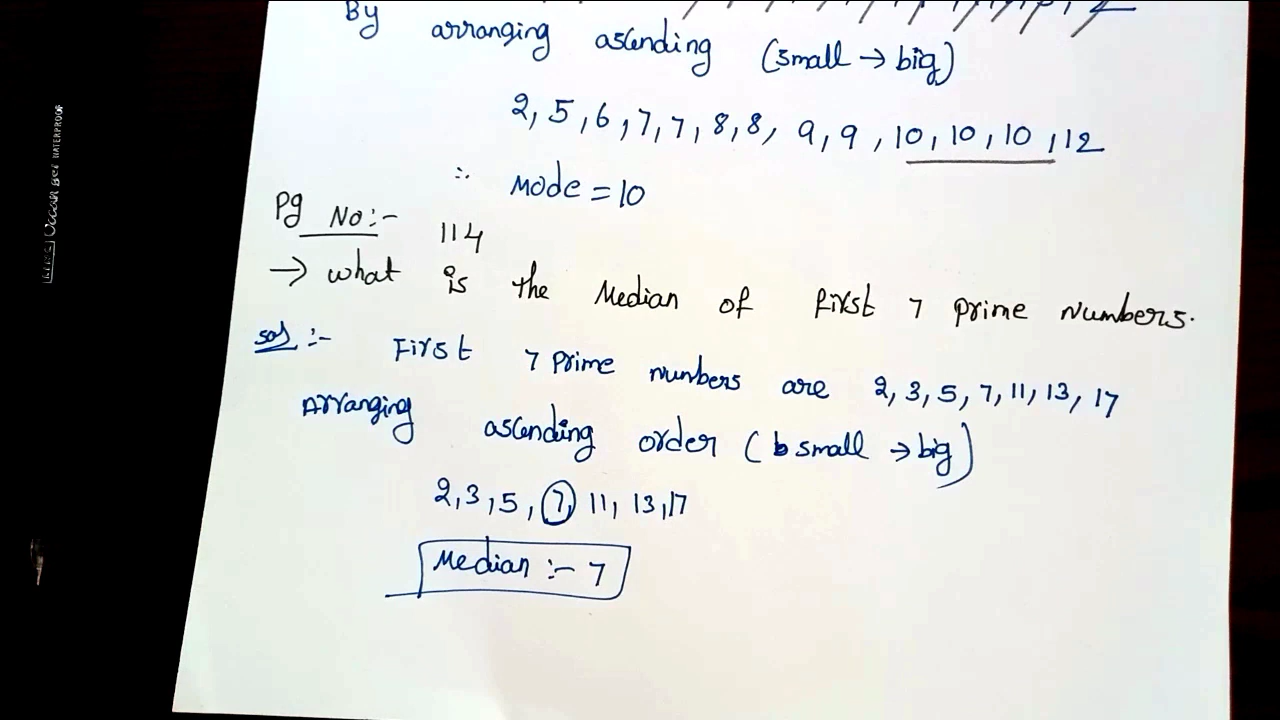 By arranging ascending (small → big)
2, 5, 6, 7, 7, 8, 8, 9, 9, 10, 10, 10, 12
∴ Mode = 10
Pg No:- 114
→ what is the Median of first 7 prime numbers.
Sol :- First 7 Prime numbers are 2, 3, 5, 7, 11, 13, 17
Arranging ascending order (b small → big)
2, 3, 5, 7, 11, 13, 17
Median :- 7
WATERPROOF